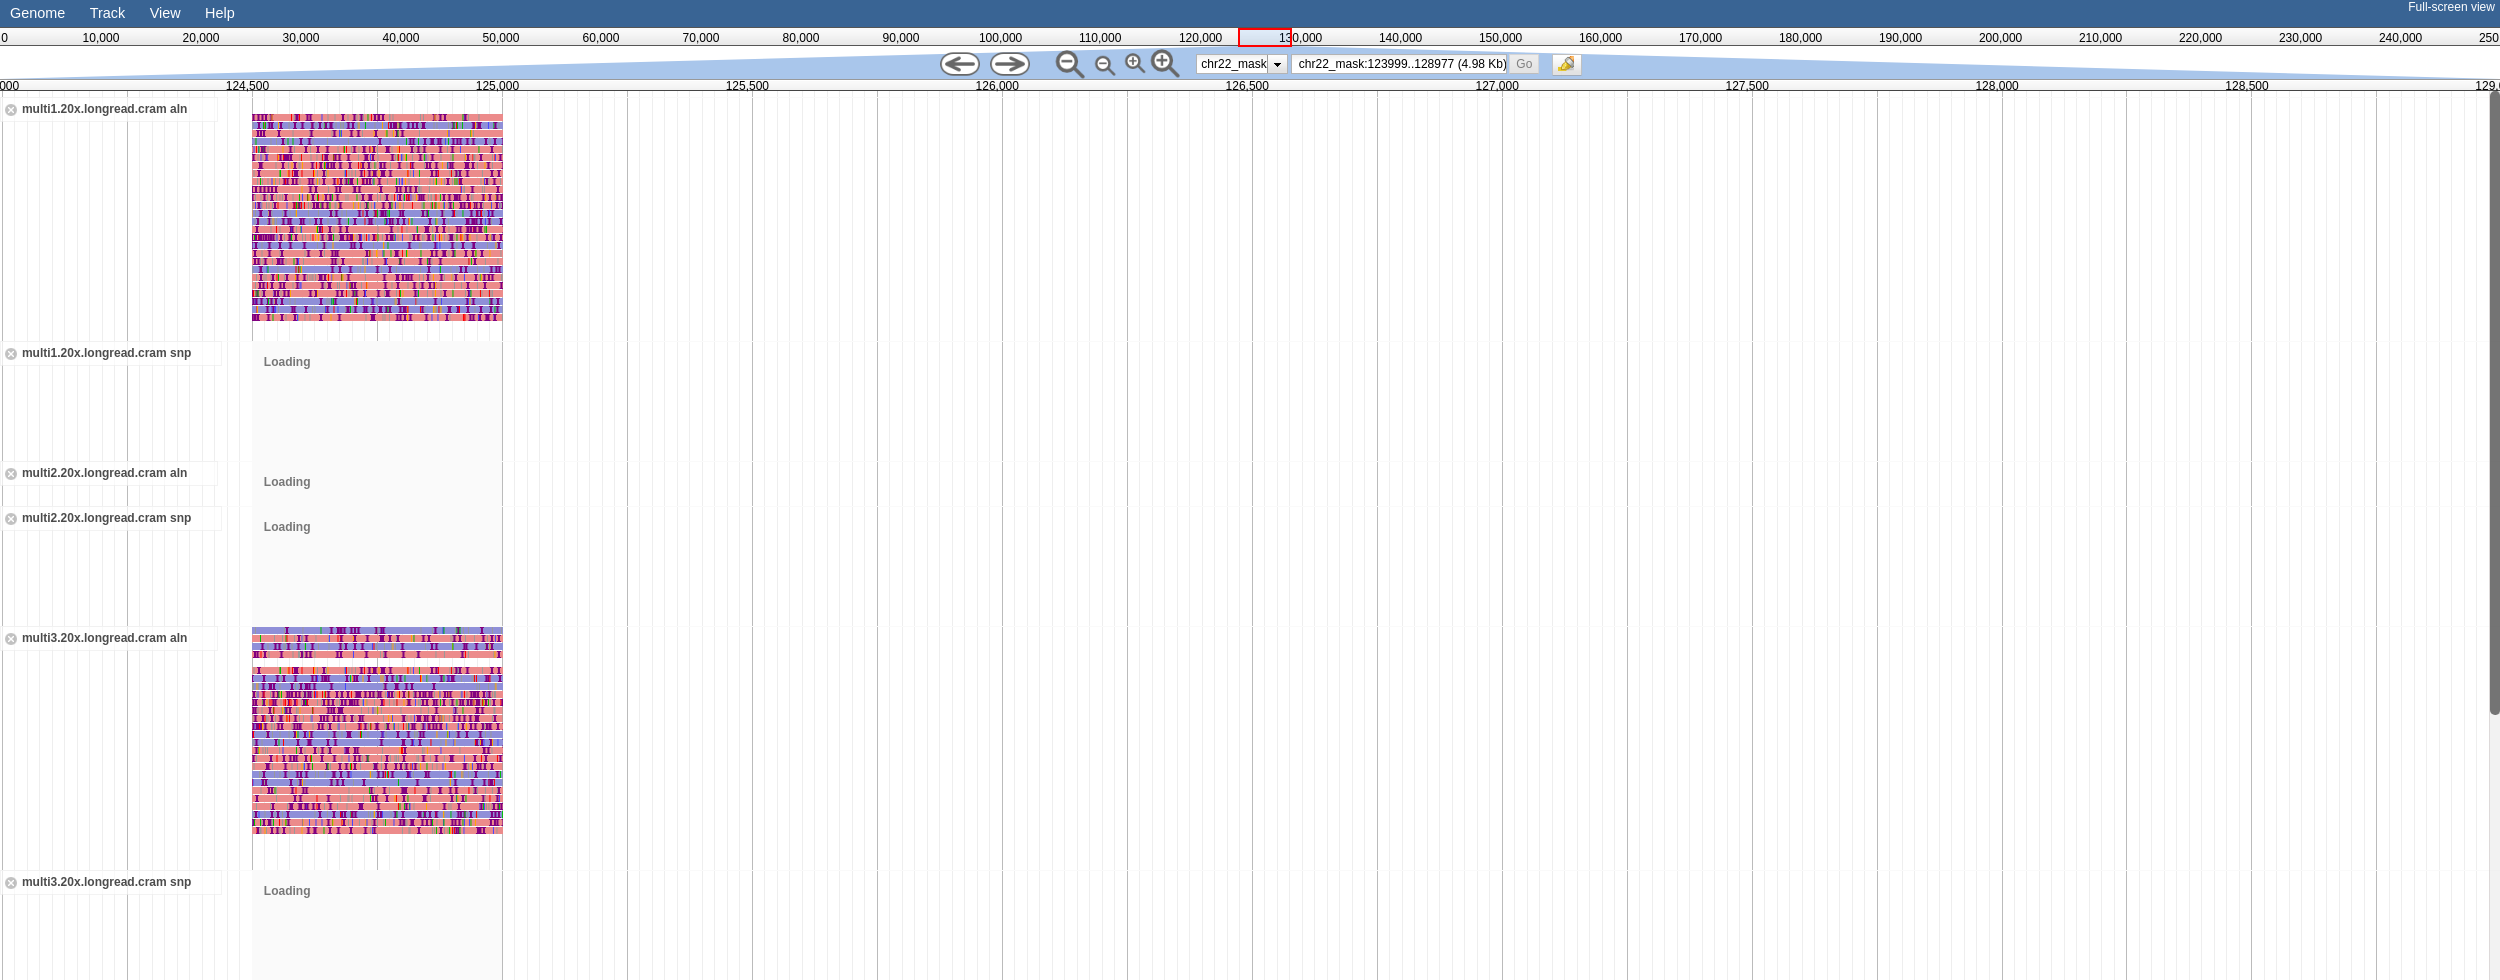 Genome Track View Help Full-screen view
0 10,000 20,000 30,000 40,000 50,000 60,000 70,000 80,000 90,000 100,000 110,000 120,000 130,000 140,000 150,000 160,000 170,000 180,000 190,000 200,000 210,000 220,000 230,000 240,000 250
chr22_mask chr22_mask:123999..128977 (4.98 Kb) Go
000 124,500 125,000 125,500 126,000 126,500 127,000 127,500 128,000 128,500 129,
multi1.20x.longread.cram aln
multi1.20x.longread.cram snp
Loading
multi2.20x.longread.cram aln
Loading
multi2.20x.longread.cram snp
Loading
multi3.20x.longread.cram aln
multi3.20x.longread.cram snp
Loading